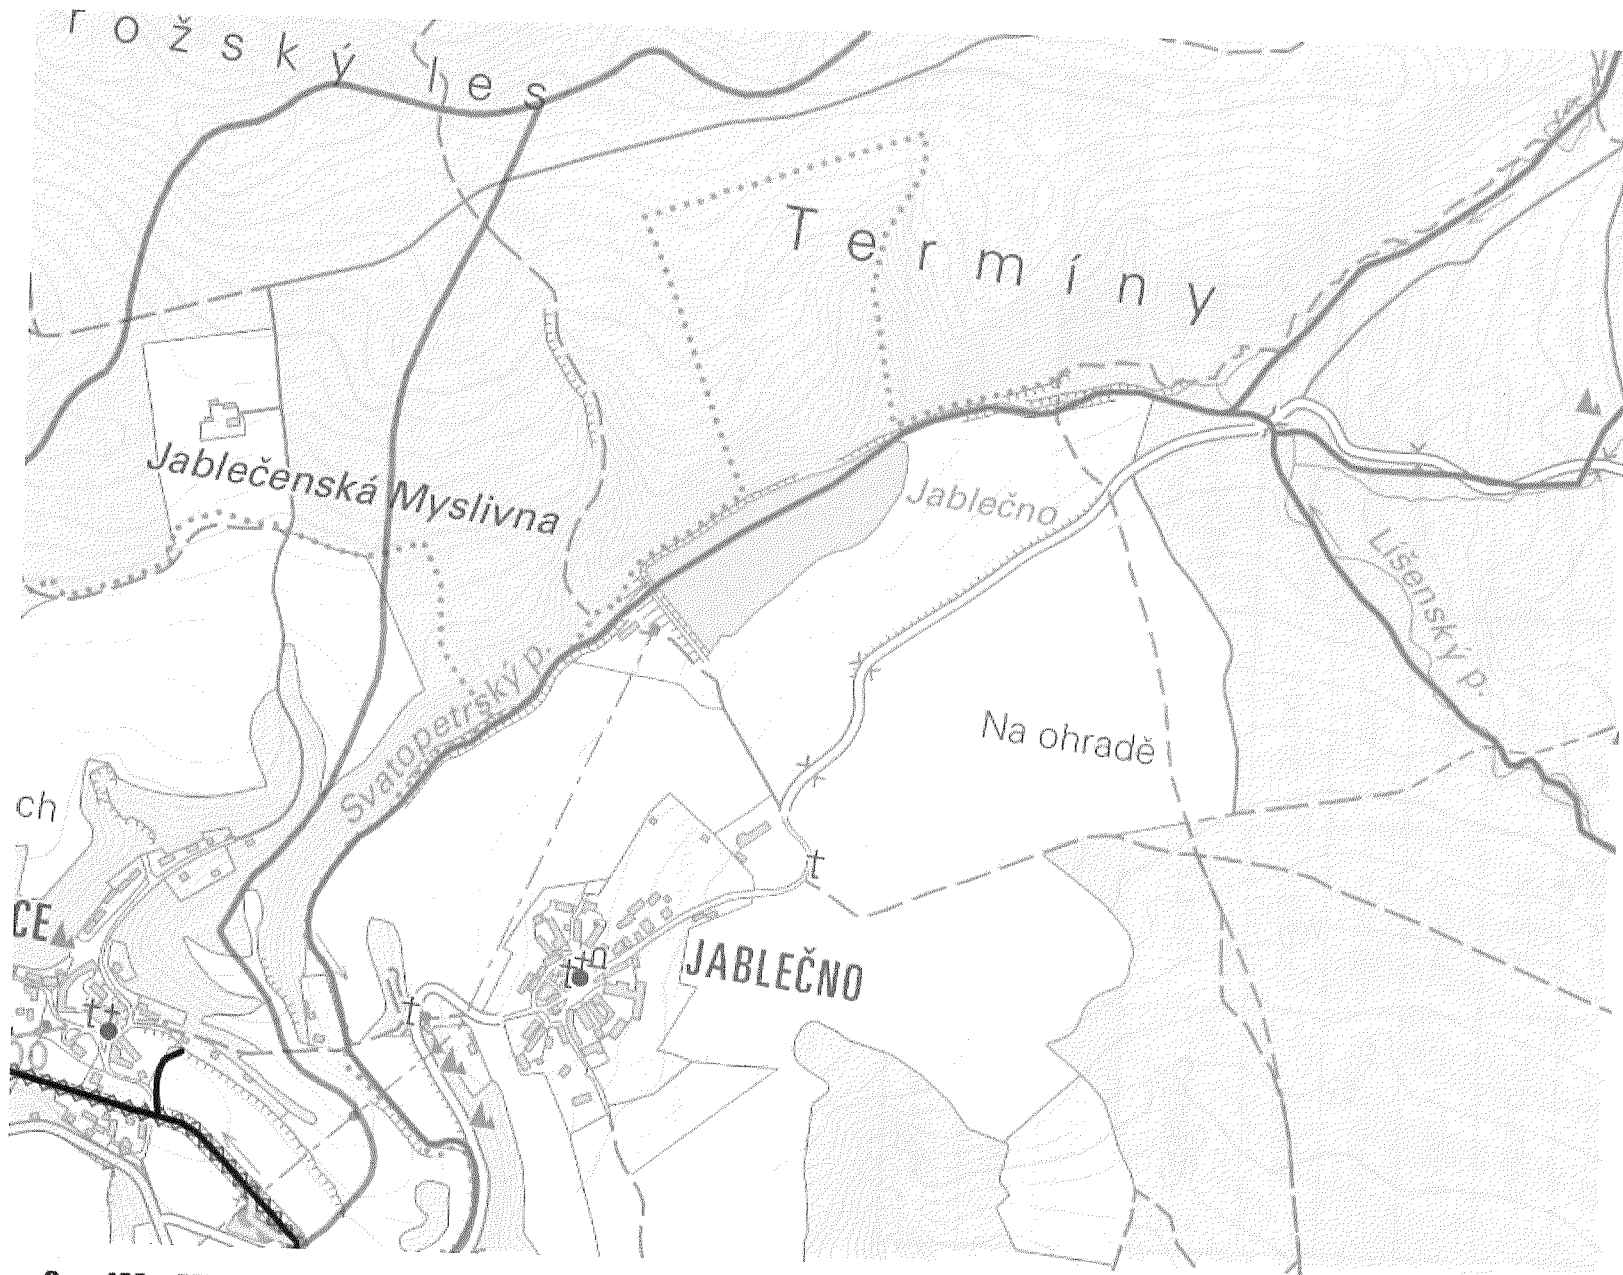 rožský les
Termíny
Jablečenská Myslivna
Jablečno
Líšenský p.
Svatopetrský p.
Na ohradě
ch
CE
JABLEČNO